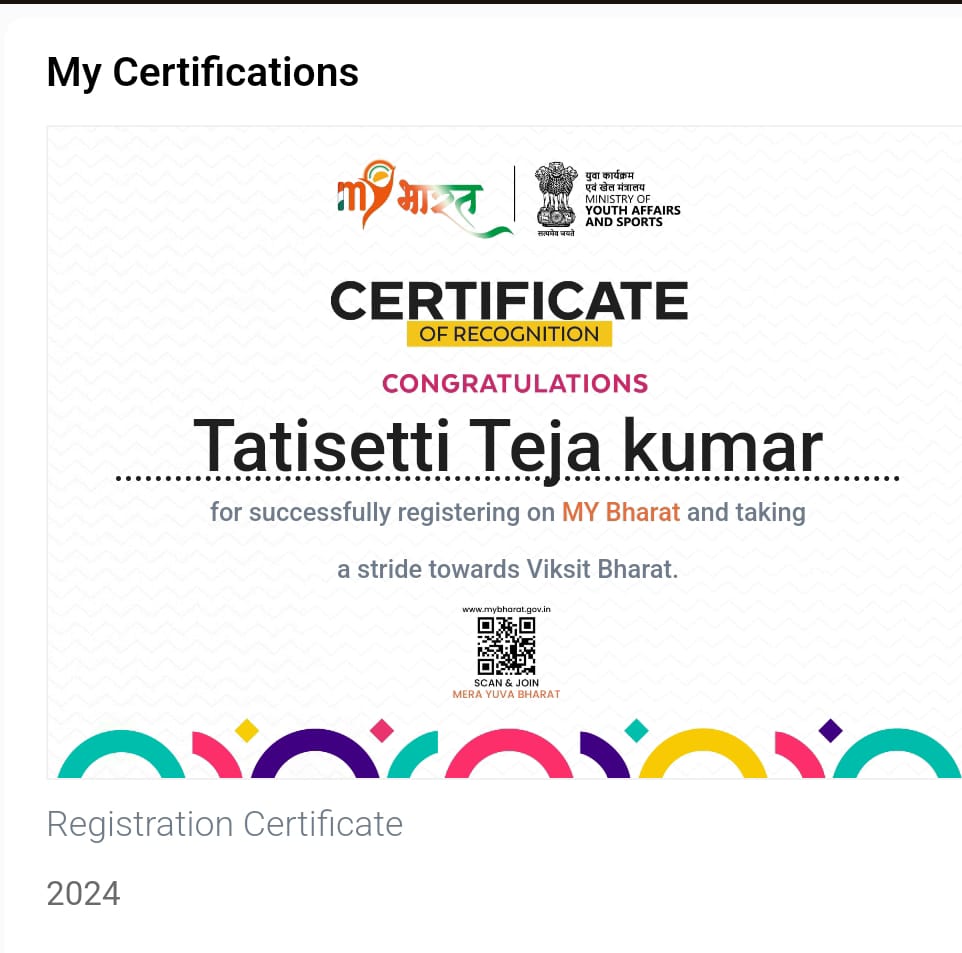 My Certifications
my भारत
युवा कार्यक्रम
एवं खेल मंत्रालय
MINISTRY OF
YOUTH AFFAIRS
AND SPORTS
सत्यमेव जयते
CERTIFICATE
OF RECOGNITION
CONGRATULATIONS
Tatisetti Teja kumar
for successfully registering on MY Bharat and taking
a stride towards Viksit Bharat.
www.mybharat.gov.in
SCAN & JOIN
MERA YUVA BHARAT
Registration Certificate
2024